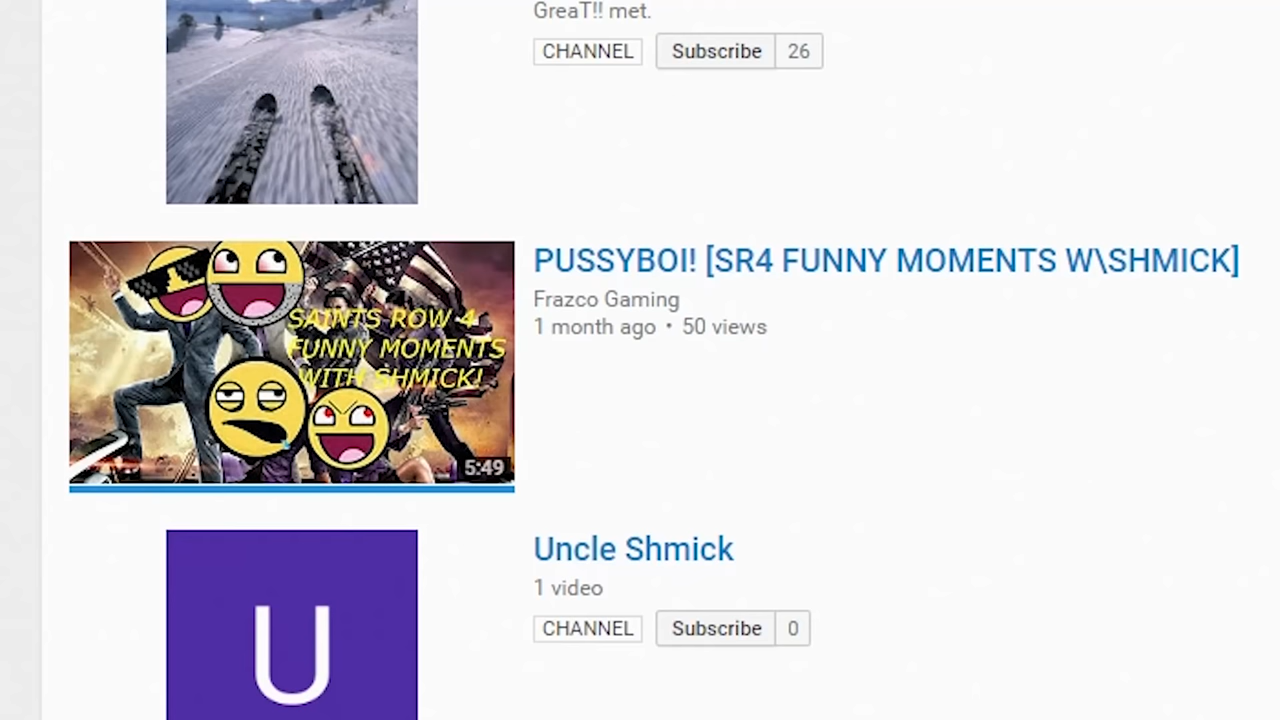 GreaT!! met.
CHANNEL Subscribe 26
PUSSYBOI! [SR4 FUNNY MOMENTS W\SHMICK]
Frazco Gaming
1 month ago • 50 views
SAINTS ROW 4
FUNNY MOMENTS
WITH SHMICK!
5:49
Uncle Shmick
1 video
CHANNEL Subscribe 0
U